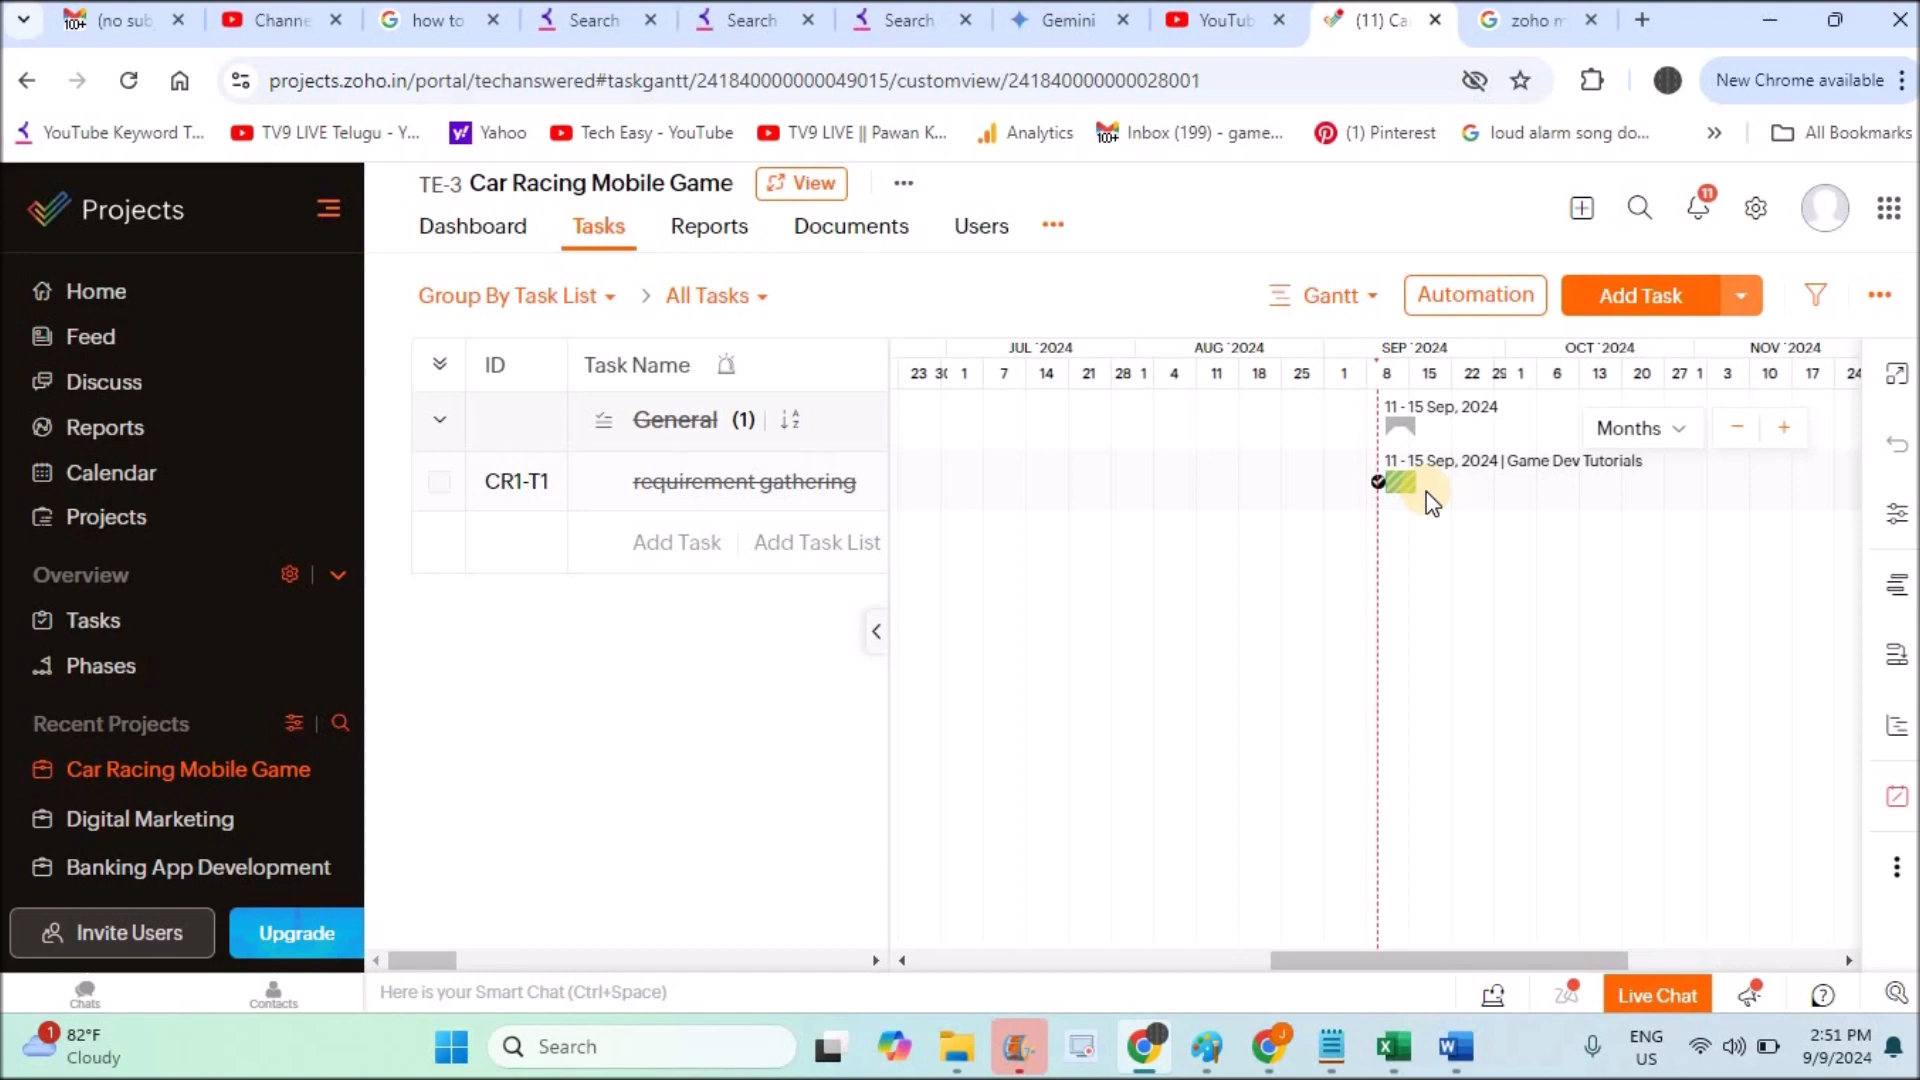 (no sub
Channe
how to
Search
Search
Search
Gemini
YouTub
(11) Ca
zoho m
projects.zoho.in/portal/techanswered#taskgantt/241840000000049015/customview/241840000000028001
New Chrome available
YouTube Keyword T...
TV9 LIVE Telugu - Y...
Yahoo
Tech Easy - YouTube
TV9 LIVE || Pawan K...
Analytics
Inbox (199) - game...
(1) Pinterest
loud alarm song do...
All Bookmarks
Projects
TE-3 Car Racing Mobile Game
View
Dashboard
Tasks
Reports
Documents
Users
11
Home
Feed
Discuss
Reports
Calendar
Projects
Overview
Tasks
Phases
Recent Projects
Car Racing Mobile Game
Digital Marketing
Banking App Development
Invite Users
Upgrade
Group By Task List
All Tasks
Gantt
Automation
Add Task
ID
Task Name
General (1)
CR1-T1
requirement gathering
Add Task
Add Task List
JUL `2024
AUG `2024
SEP `2024
OCT `2024
NOV `2024
23 30 1 7 14 21 28 1 4 11 18 25 1 8 15 22 29 1 6 13 20 27 1 3 10 17 24
11 - 15 Sep, 2024
Months
11 - 15 Sep, 2024 | Game Dev Tutorials
Chats
Contacts
Here is your Smart Chat (Ctrl+Space)
Live Chat
1
82°F
Cloudy
Search
ENG
US
2:51 PM
9/9/2024